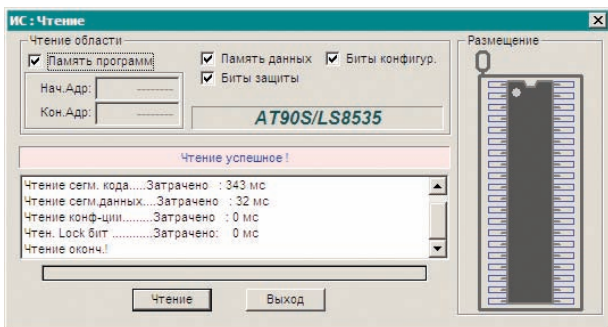 ИС : Чтение
Чтение области
Память программ
Память данных
Биты конфигур.
Биты защиты
Нач.Адр:
--------
Кон.Адр:
--------
AT90S/LS8535
Размещение
Чтение успешное !
Чтение сегм. кода.....Затрачено : 343 мс
Чтение сегм.данных....Затрачено : 32 мс
Чтение конф-ции.........Затрачено : 0 мс
Чтен. Lock бит ...........Затрачено: 0 мс
Чтение оконч.!
Чтение
Выход